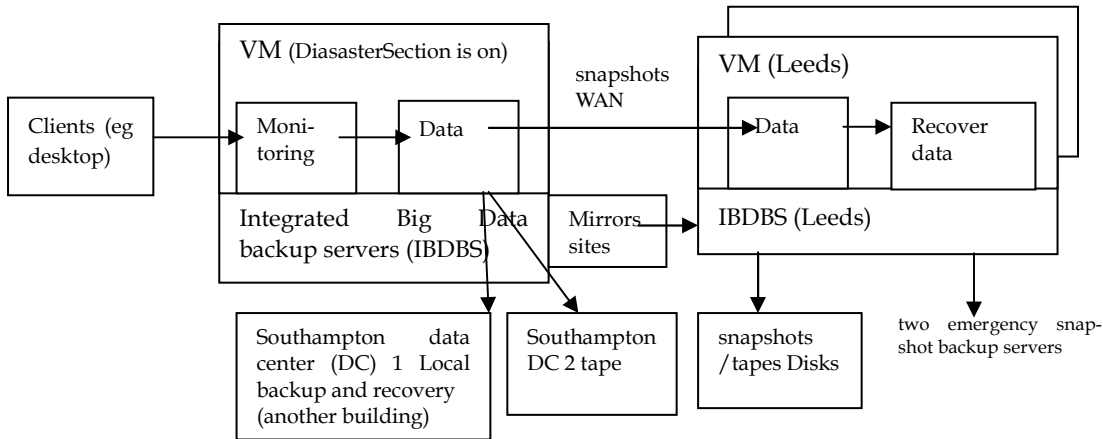 VM (DiasasterSection is on)
snapshots
WAN
VM (Leeds)
Clients (eg
desktop)
Moni-
toring
Data
Data
Recover
data
Integrated Big Data
backup servers (IBDBS)
Mirrors
sites
IBDBS (Leeds)
Southampton data
center (DC) 1 Local
backup and recovery
(another building)
Southampton
DC 2 tape
snapshots
/tapes Disks
two emergency snap-
shot backup servers